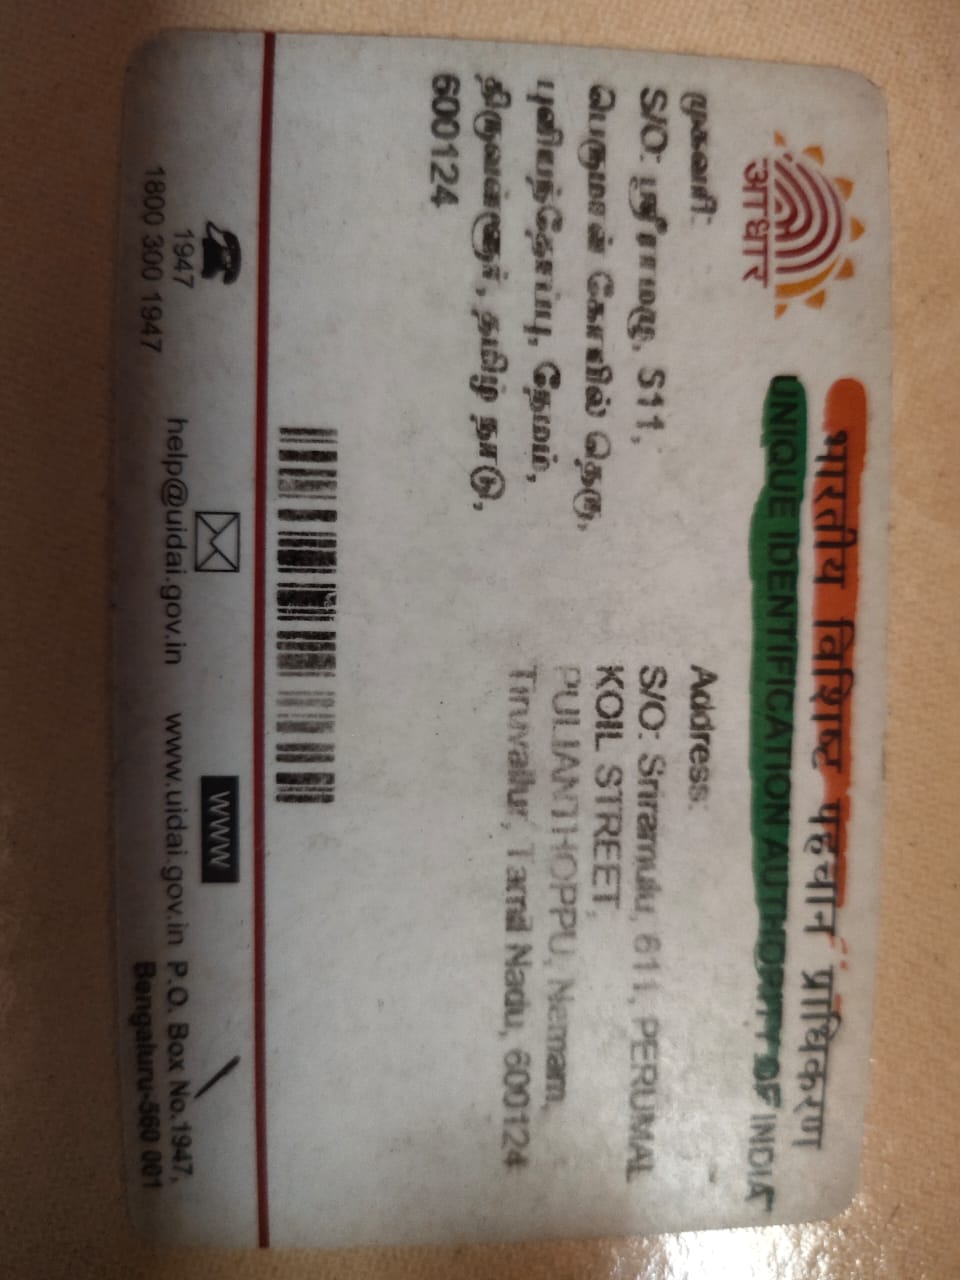 भारतीय विशिष्ट पहचान प्राधिकरण
UNIQUE IDENTIFICATION AUTHORITY OF INDIA
आधार
முகவரி:
S/O: ஸ்ரீராமுலு, S11,
பெருமாள் கோவில் தெரு,
புளியந்தோப்பு, நேமம்,
திருவள்ளூர், தமிழ் நாடு,
600124
Address:
S/O: Sriramulu, 611, PERUMAL
KOIL STREET,
PULIANTHOPPU, Nemam,
Tiruvallur, Tamil Nadu, 600124
1947
1800 300 1947
help@uidai.gov.in
WWW
www.uidai.gov.in
P.O. Box No.1947,
Bengaluru-560 001